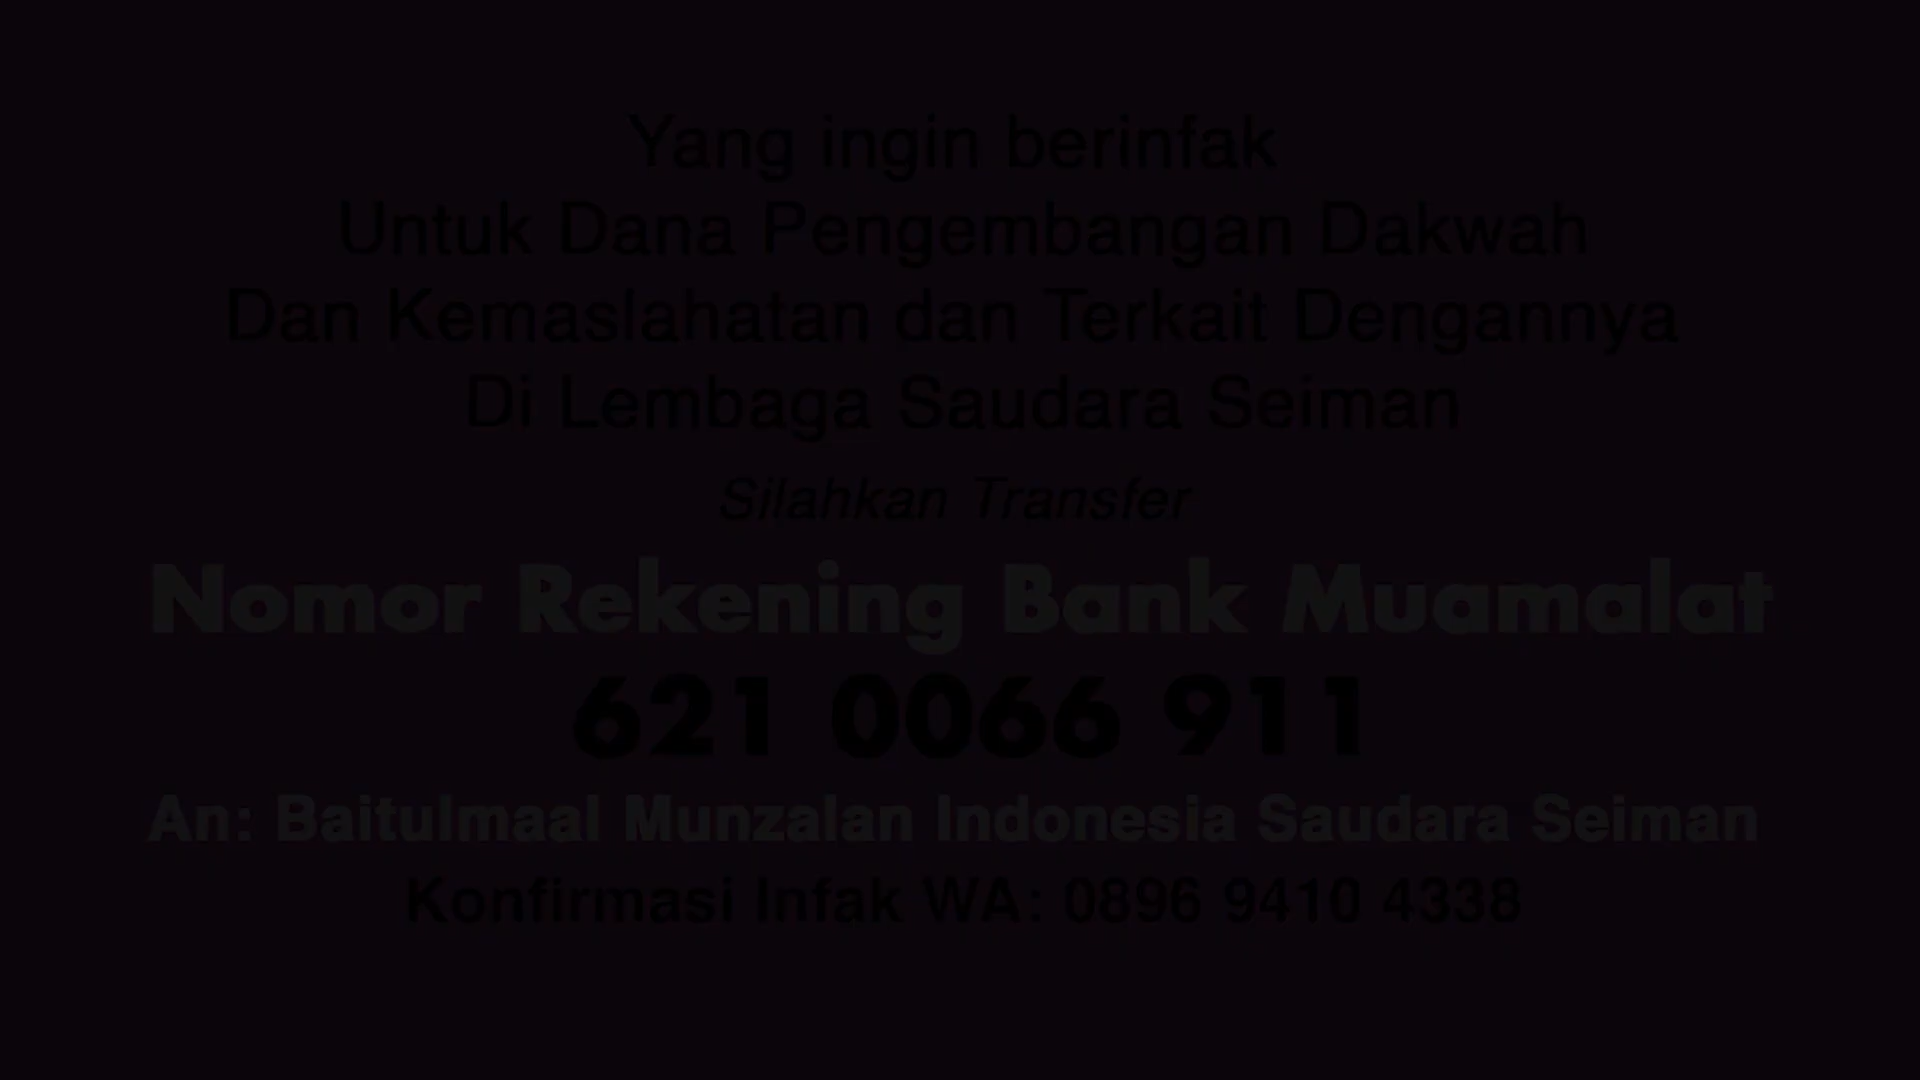 Yang ingin berinfak
Untuk Dana Pengembangan Dakwah
Dan Kemaslahatan dan Terkait Dengannya
Di Lembaga Saudara Seiman
Silahkan Transfer
Nomor Rekening Bank Muamalat
621 0066 911
An: Baitulmaal Munzalan Indonesia Saudara Seiman
Konfirmasi Infak WA: 0896 9410 4338